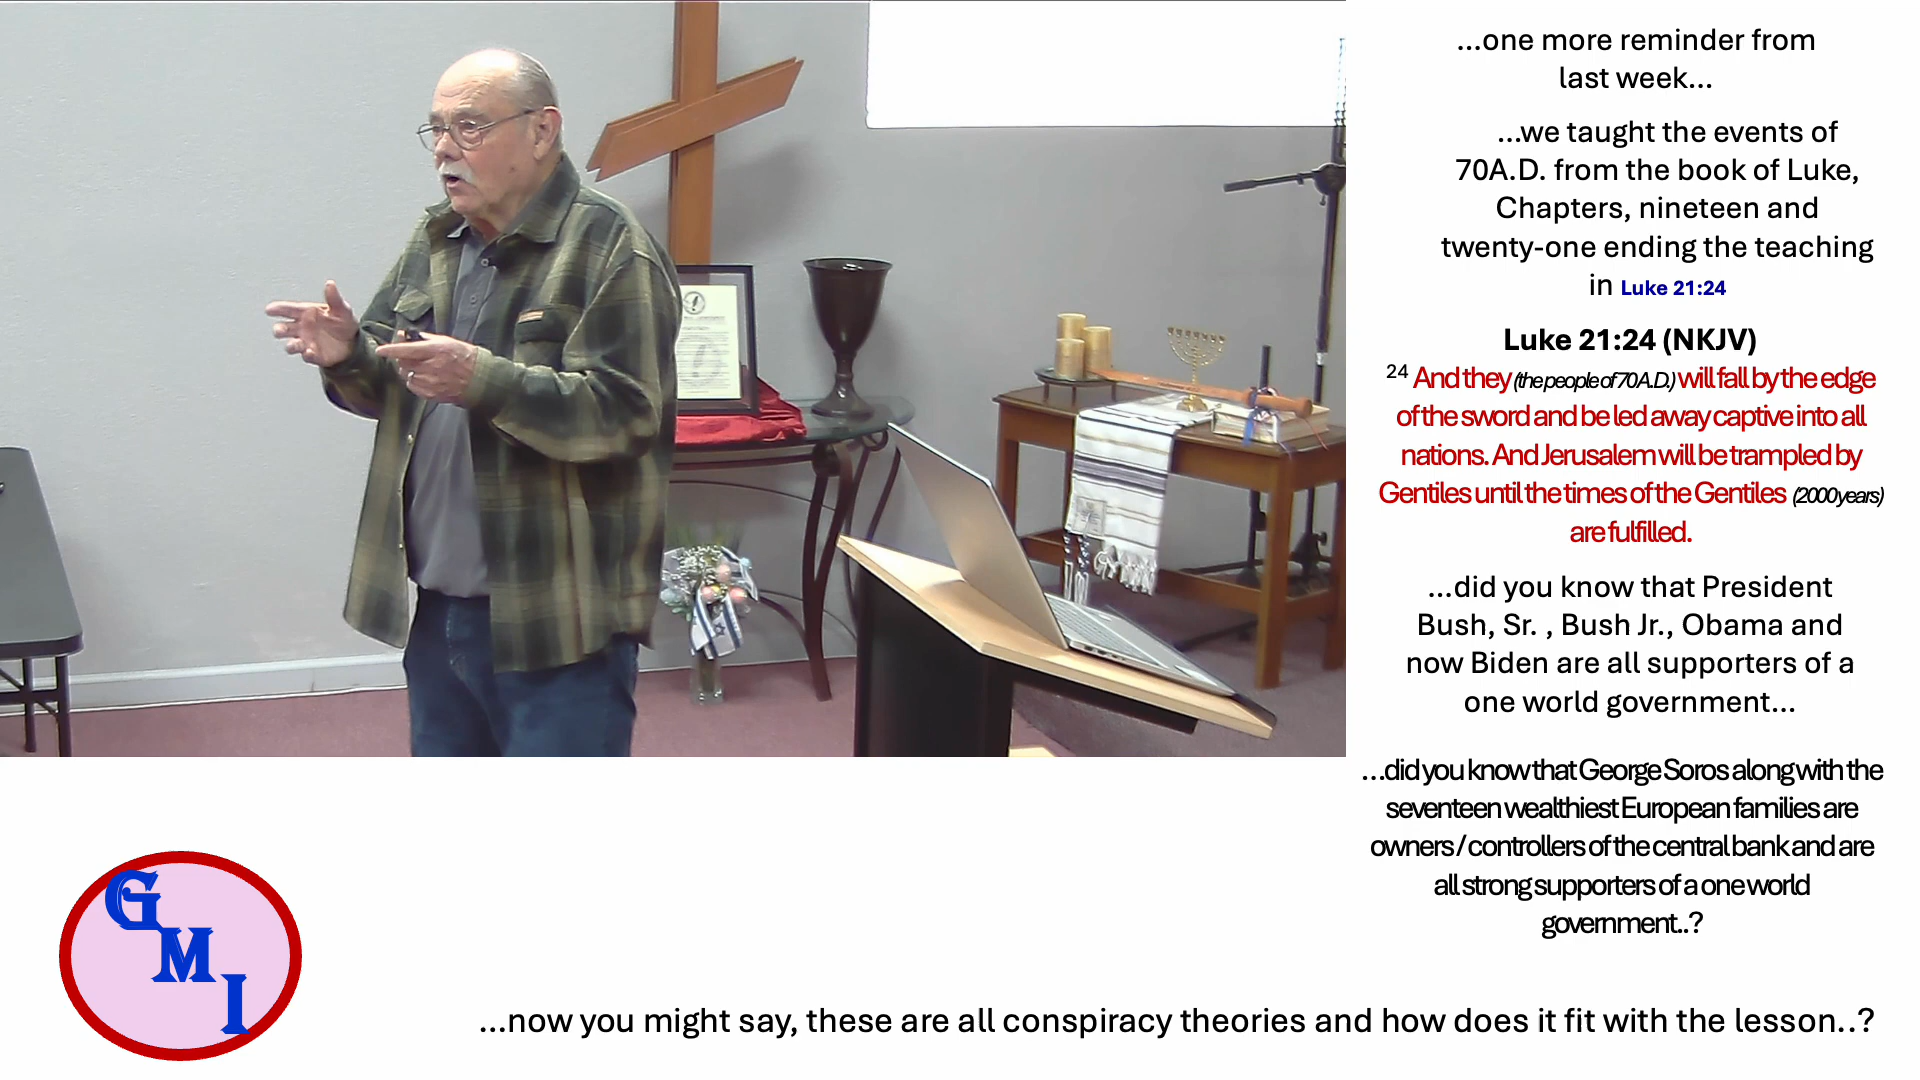 ...one more reminder from
last week...
...we taught the events of
70A.D. from the book of Luke,
Chapters, nineteen and
twenty-one ending the teaching
in Luke 21:24
Luke 21:24 (NKJV)
24 And they (the people of 70A.D.) will fall by the edge
of the sword and be led away captive into all
nations. And Jerusalem will be trampled by
Gentiles until the times of the Gentiles (2000 years)
are fulfilled.
...did you know that President
Bush, Sr. , Bush Jr., Obama and
now Biden are all supporters of a
one world government...
...did you know that George Soros along with the
seventeen wealthiest European families are
owners / controllers of the central bank and are
all strong supporters of a one world
government..?
GMI
...now you might say, these are all conspiracy theories and how does it fit with the lesson..?